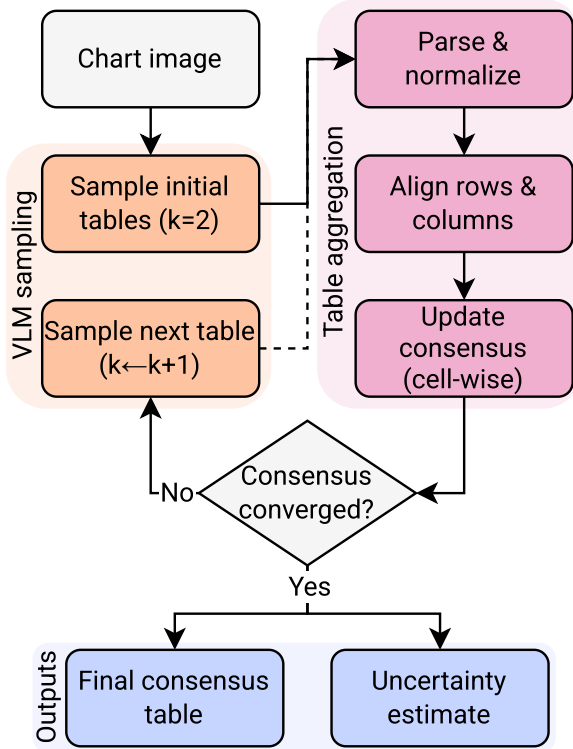 Chart image
VLM sampling
Sample initial
tables (k=2)
Sample next table
(k←k+1)
Table aggregation
Parse &
normalize
Align rows &
columns
Update
consensus
(cell-wise)
Consensus
converged?
No
Yes
Outputs
Final consensus
table
Uncertainty
estimate